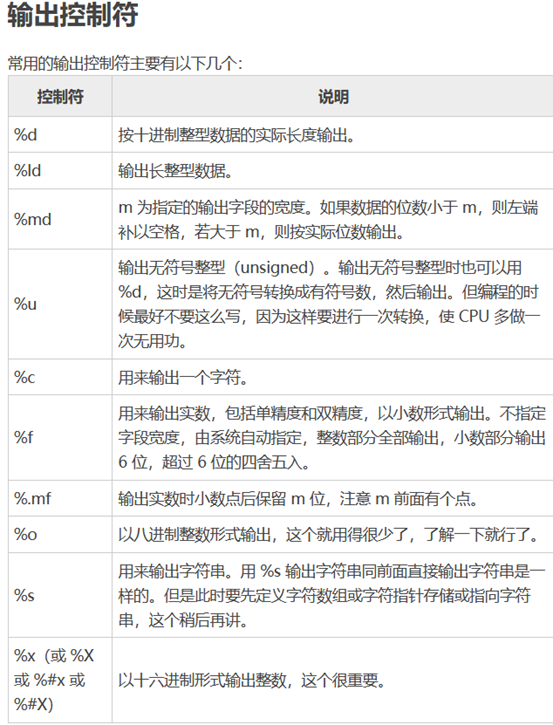 输出控制符
常用的输出控制符主要有以下几个：
控制符 说明
%d 按十进制整型数据的实际长度输出。
%ld 输出长整型数据。
%md m 为指定的输出字段的宽度。如果数据的位数小于 m，则左端
补以空格，若大于 m，则按实际位数输出。
%u 输出无符号整型（unsigned）。输出无符号整型时也可以用
%d，这时是将无符号转换成有符号数，然后输出。但编程的时
候最好不要这么写，因为这样要进行一次转换，使 CPU 多做一
次无用功。
%c 用来输出一个字符。
%f 用来输出实数，包括单精度和双精度，以小数形式输出。不指定
字段宽度，由系统自动指定，整数部分全部输出，小数部分输出
6 位，超过 6 位的四舍五入。
%.mf 输出实数时小数点后保留 m 位，注意 m 前面有个点。
%o 以八进制整数形式输出，这个就用得很少了，了解一下就行了。
%s 用来输出字符串。用 %s 输出字符串同前面直接输出字符串是一
样的。但是此时要先定义字符数组或字符指针存储或指向字符
串，这个稍后再讲。
%x（或 %X
或 %#x 或
%#X） 以十六进制形式输出整数，这个很重要。